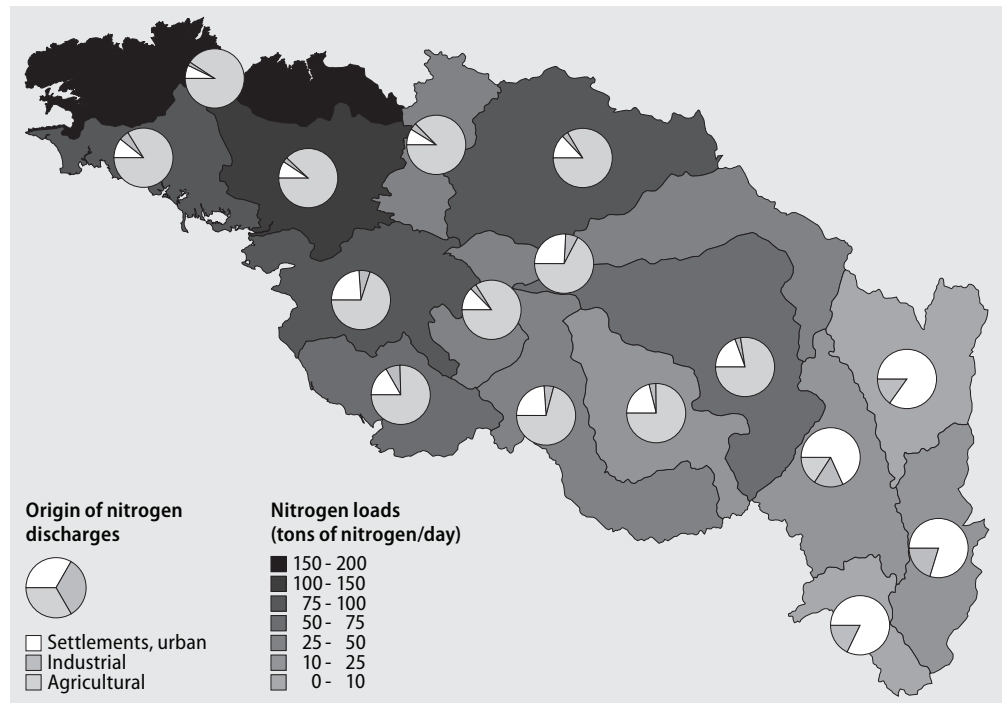 Origin of nitrogen
discharges
Settlements, urban
Industrial
Agricultural
Nitrogen loads
(tons of nitrogen/day)
150 - 200
100 - 150
75 - 100
50 - 75
25 - 50
10 - 25
0 - 10